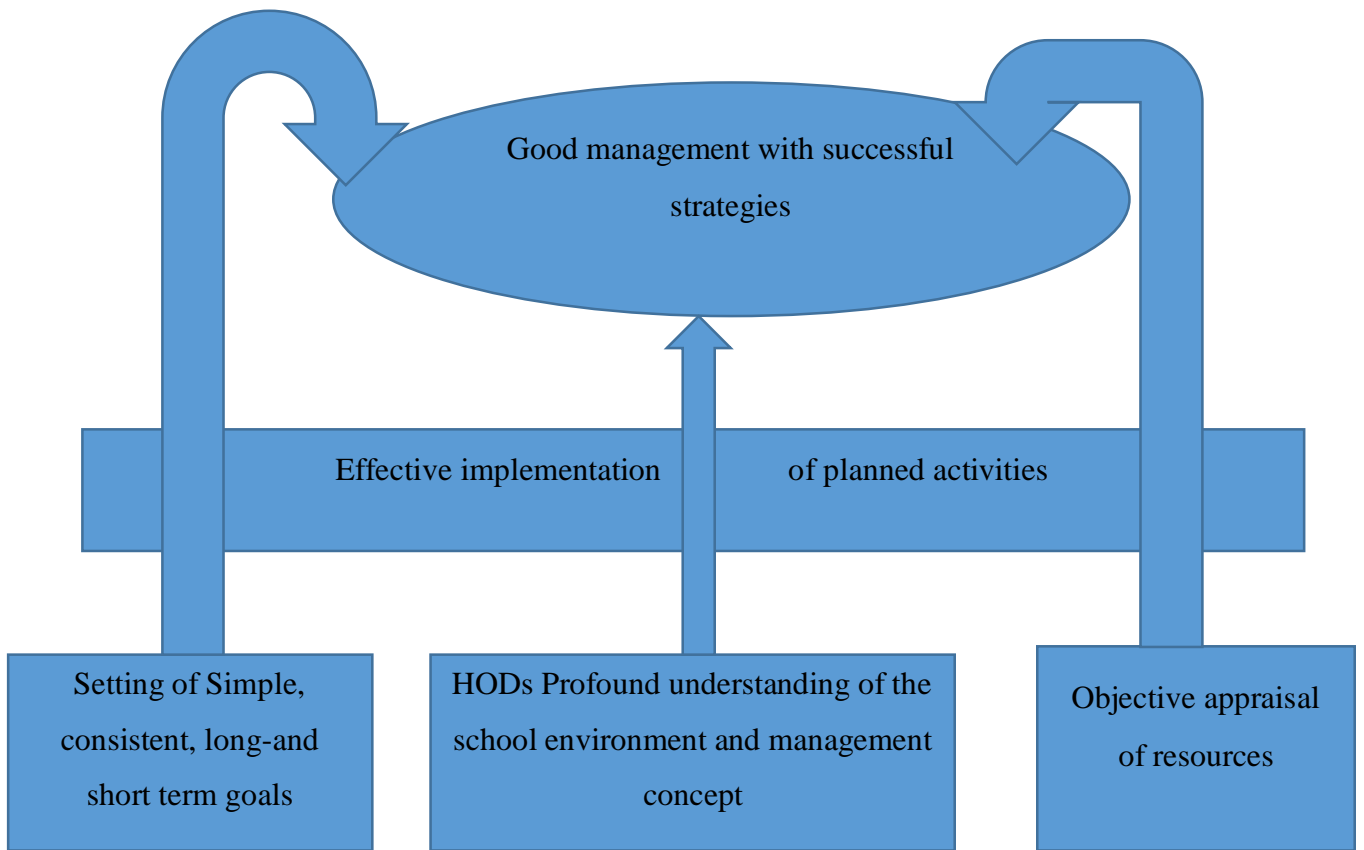 Good management with successful
strategies
Effective implementation of planned activities
Setting of Simple,
consistent, long-and
short term goals
HODs Profound understanding of the
school environment and management
concept
Objective appraisal
of resources